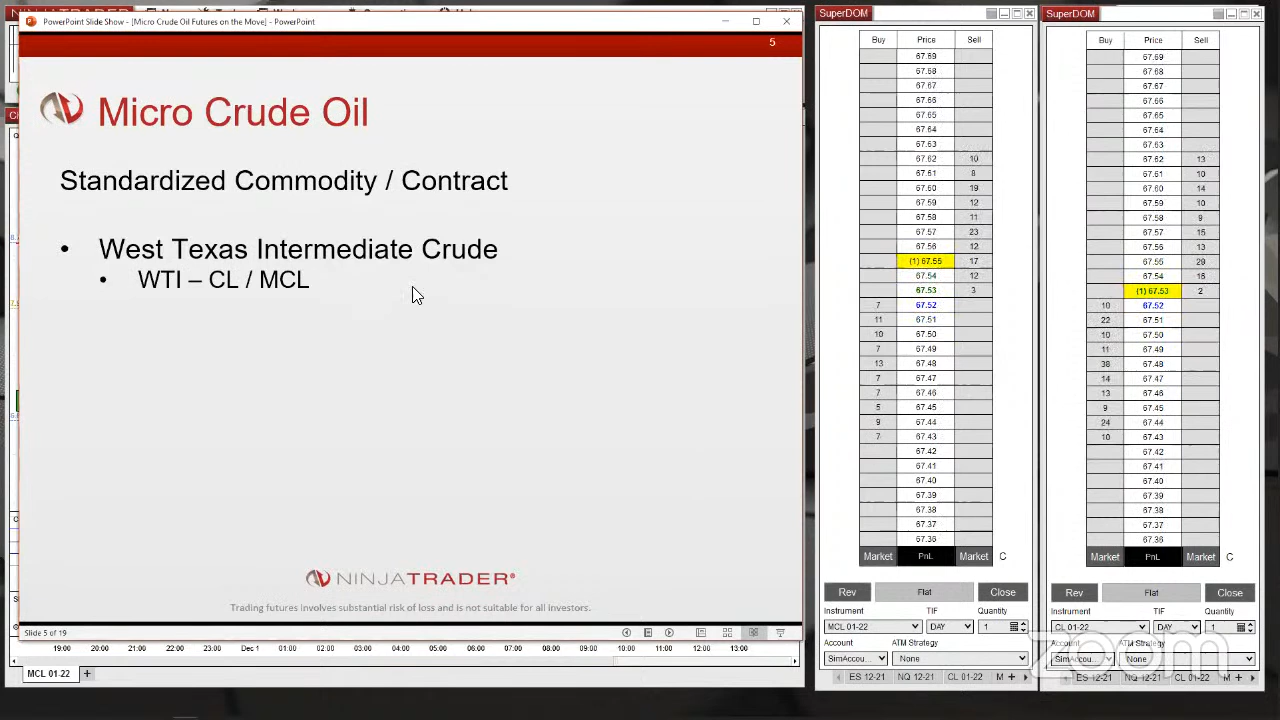 PowerPoint Slide Show - [Micro Crude Oil Futures on the Move] - PowerPoint
5
Micro Crude Oil
Standardized Commodity / Contract
• West Texas Intermediate Crude
• WTI – CL / MCL
NINJATRADER®
Trading futures involves substantial risk of loss and is not suitable for all investors.
Slide 5 of 19
19:00 20:00 21:00 22:00 23:00 Dec 1 04:00 05:00 06:00 07:00 08:00 09:00 10:00 11:00 12:00 13:00
MCL 01-22 +
SuperDOM
Buy Price Sell
67.69
67.68
67.67
67.66
67.65
67.64
67.63
67.62 10
67.61 8
67.60 19
67.59 12
67.58 11
67.57 23
67.56 12
(1) 67.55 17
67.54 12
67.53 3
7 67.52
11 67.51
10 67.50
7 67.49
13 67.48
7 67.47
7 67.46
5 67.45
9 67.44
7 67.43
67.42
67.41
67.40
67.39
67.38
67.37
67.36
Market PnL Market C
Rev Flat Close
Instrument TIF Quantity
MCL 01-22 DAY 1
Account ATM Strategy
SimAccou... None
ES 12-21 NQ 12-21 CL 01-22 M +
SuperDOM
Buy Price Sell
67.69
67.68
67.67
67.66
67.65
67.64
67.63
67.62 13
67.61 10
67.60 14
67.59 10
67.58 9
67.57 15
67.56 13
67.55 29
67.54 16
(1) 67.53 2
10 67.52
22 67.51
10 67.50
11 67.49
38 67.48
14 67.47
13 67.46
9 67.45
24 67.44
10 67.43
67.42
67.41
67.40
67.39
67.38
67.37
67.36
Market PnL Market C
Rev Flat Close
Instrument TIF Quantity
CL 01-22 DAY 1
Account ATM Strategy
SimAccou... None
ES 12-21 NQ 12-21 CL 01-22 M +
zoom